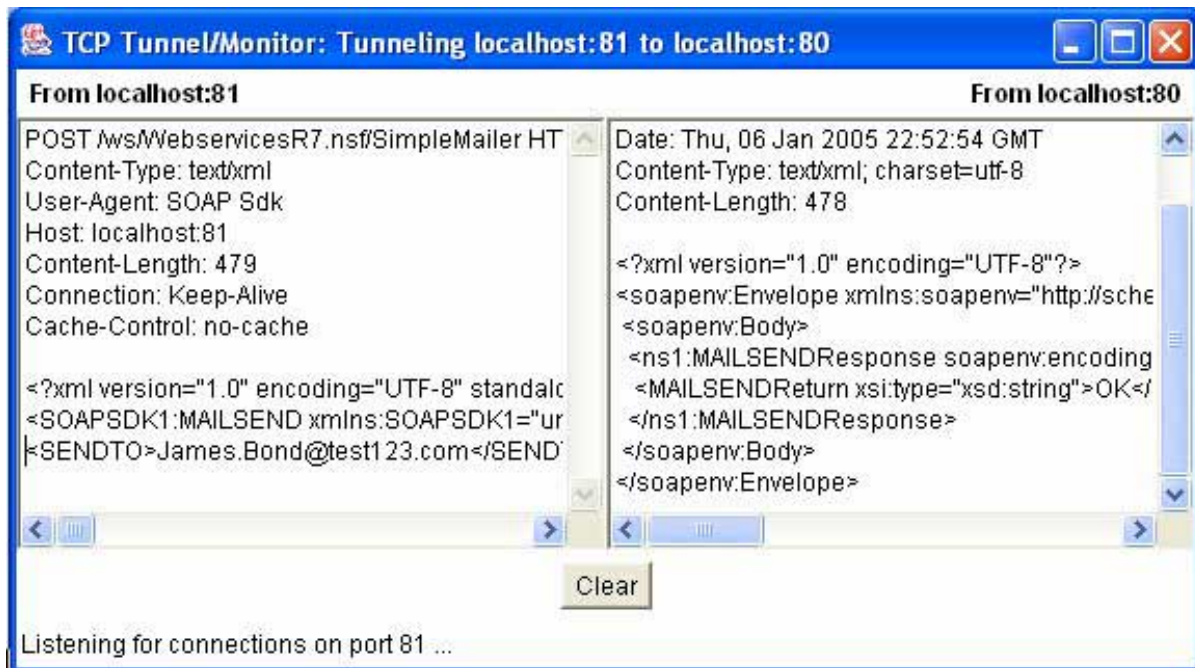 TCP Tunnel/Monitor: Tunneling localhost:81 to localhost:80
From localhost:81
From localhost:80
POST /ws/WebservicesR7.nsf/SimpleMailer HT
Content-Type: text/xml
User-Agent: SOAP Sdk
Host: localhost:81
Content-Length: 479
Connection: Keep-Alive
Cache-Control: no-cache
<?xml version="1.0" encoding="UTF-8" standalo
<SOAPSDK1:MAILSEND xmlns:SOAPSDK1="ur
<SENDTO>James.Bond@test123.com</SENDT
Date: Thu, 06 Jan 2005 22:52:54 GMT
Content-Type: text/xml; charset=utf-8
Content-Length: 478
<?xml version="1.0" encoding="UTF-8"?>
<soapenv:Envelope xmlns:soapenv="http://sche
<soapenv:Body>
<ns1:MAILSENDResponse soapenv:encoding
<MAILSENDReturn xsi:type="xsd:string">OK</
</ns1:MAILSENDResponse>
</soapenv:Body>
</soapenv:Envelope>
Clear
Listening for connections on port 81 ...